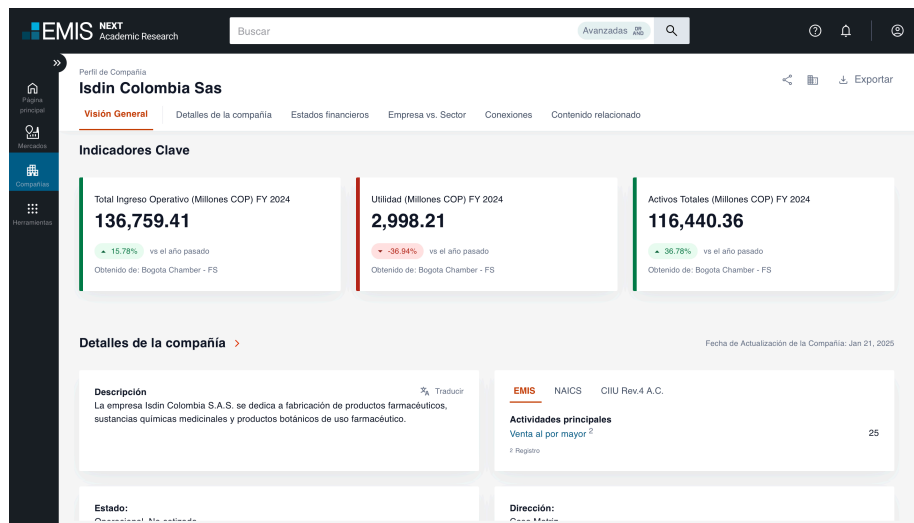 EMIS NEXT
Academic Research
Buscar
Avanzadas OR AND
Página
principal
Mercados
Compañías
Herramientas
Perfil de Compañía
Isdin Colombia Sas
Exportar
Visión General
Detalles de la compañía
Estados financieros
Empresa vs. Sector
Conexiones
Contenido relacionado
Indicadores Clave
Total Ingreso Operativo (Millones COP) FY 2024
136,759.41
15.78% vs el año pasado
Obtenido de: Bogota Chamber - FS
Utilidad (Millones COP) FY 2024
2,998.21
-36.94% vs el año pasado
Obtenido de: Bogota Chamber - FS
Activos Totales (Millones COP) FY 2024
116,440.36
36.78% vs el año pasado
Obtenido de: Bogota Chamber - FS
Detalles de la compañía
Fecha de Actualización de la Compañía: Jan 21, 2025
Descripción
Traducir
La empresa Isdin Colombia S.A.S. se dedica a fabricación de productos farmacéuticos,
sustancias químicas medicinales y productos botánicos de uso farmacéutico.
EMIS
NAICS
CIIU Rev.4 A.C.
Actividades principales
Venta al por mayor 2
25
2 Registro
Estado:
Operacional, No cotizada
Dirección:
Casa Matriz